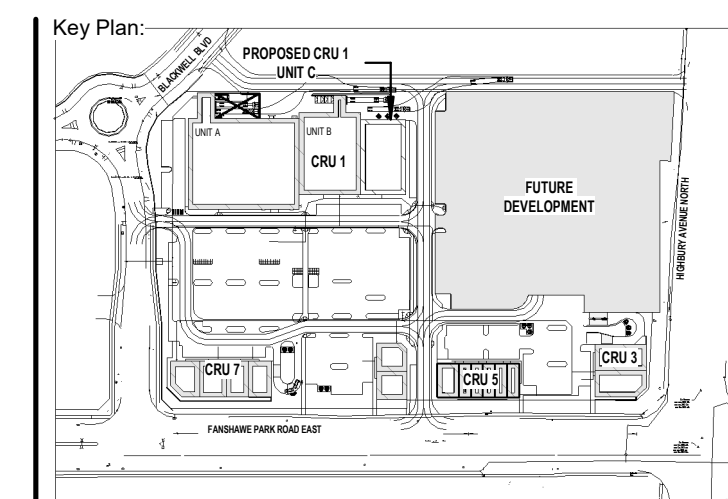 Key Plan:
BLACKWELL BLVD
PROPOSED CRU 1
UNIT C
UNIT A
UNIT B
CRU 1
FUTURE
DEVELOPMENT
HIGHBURY AVENUE NORTH
CRU 7
CRU 5
CRU 3
FANSHAWE PARK ROAD EAST